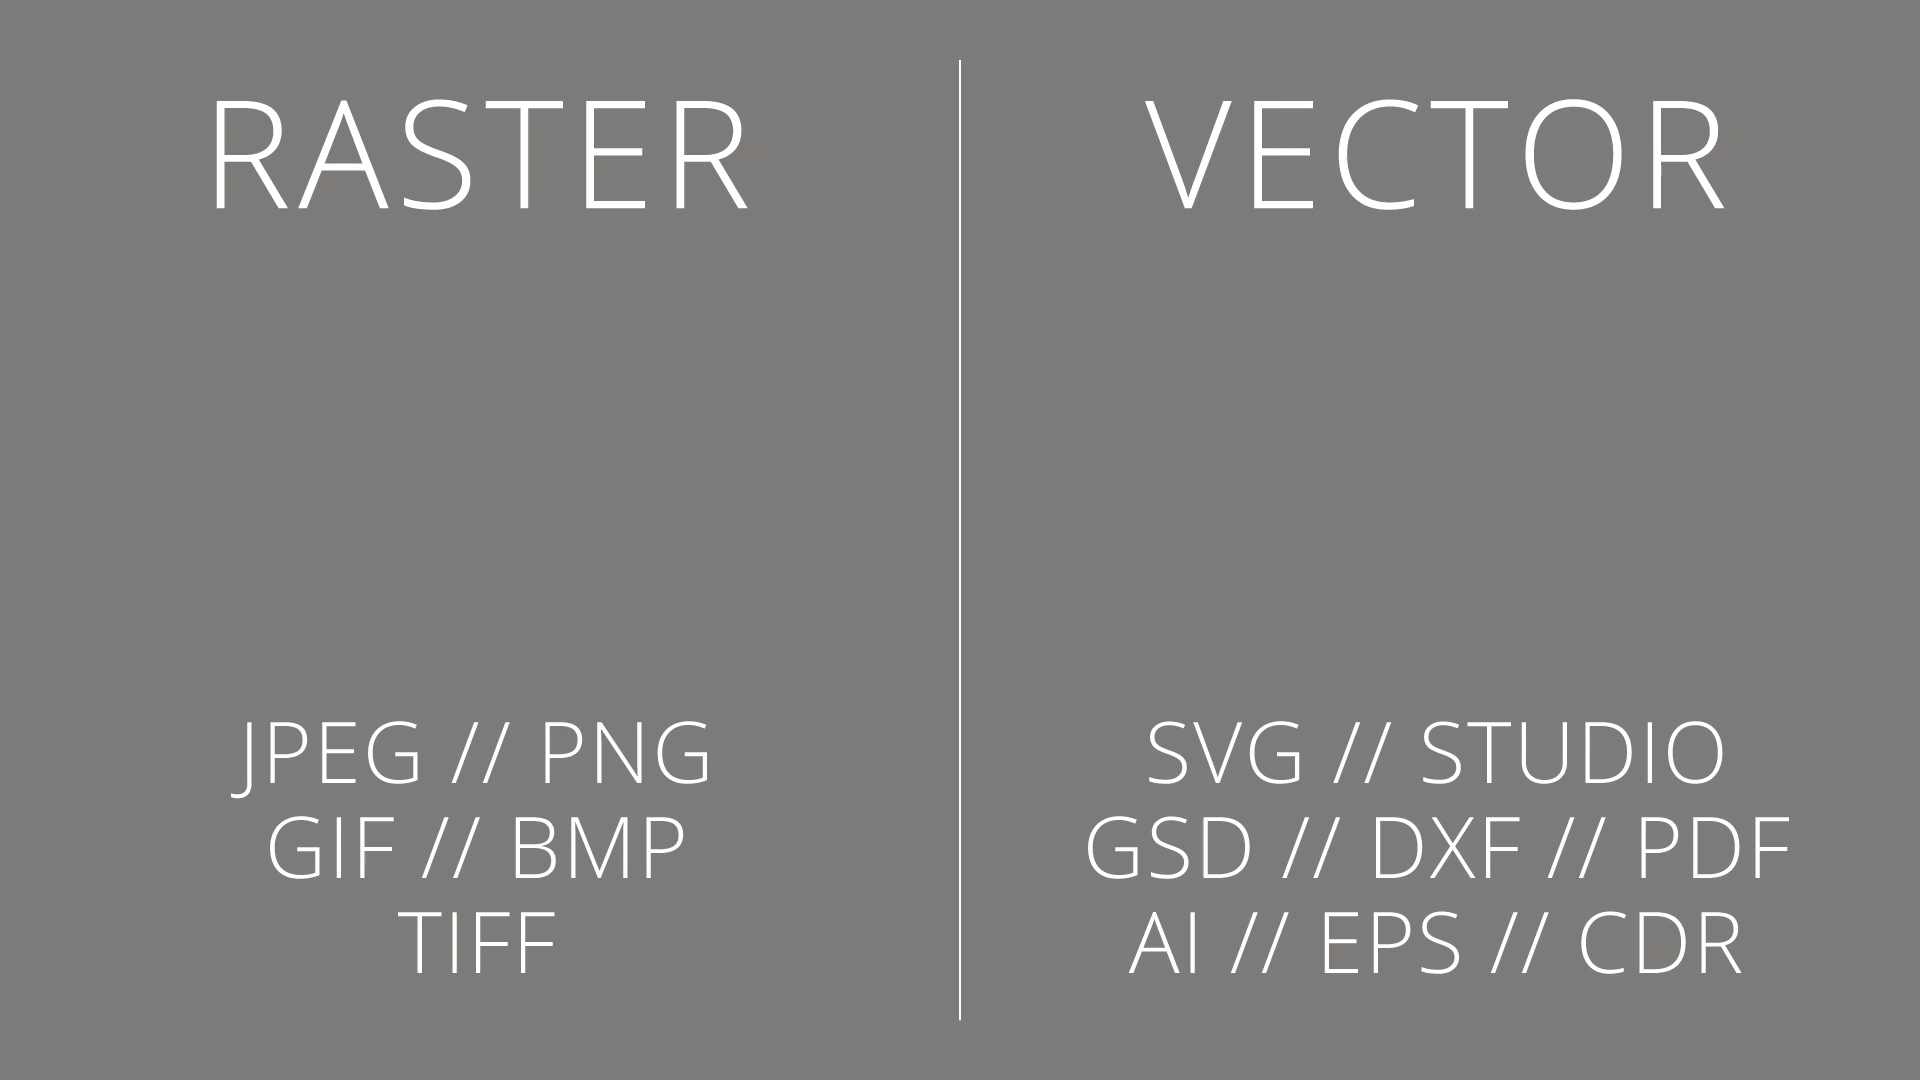 RASTER
JPEG // PNG
GIF // BMP
TIFF
VECTOR
SVG // STUDIO
GSD // DXF // PDF
AI // EPS // CDR